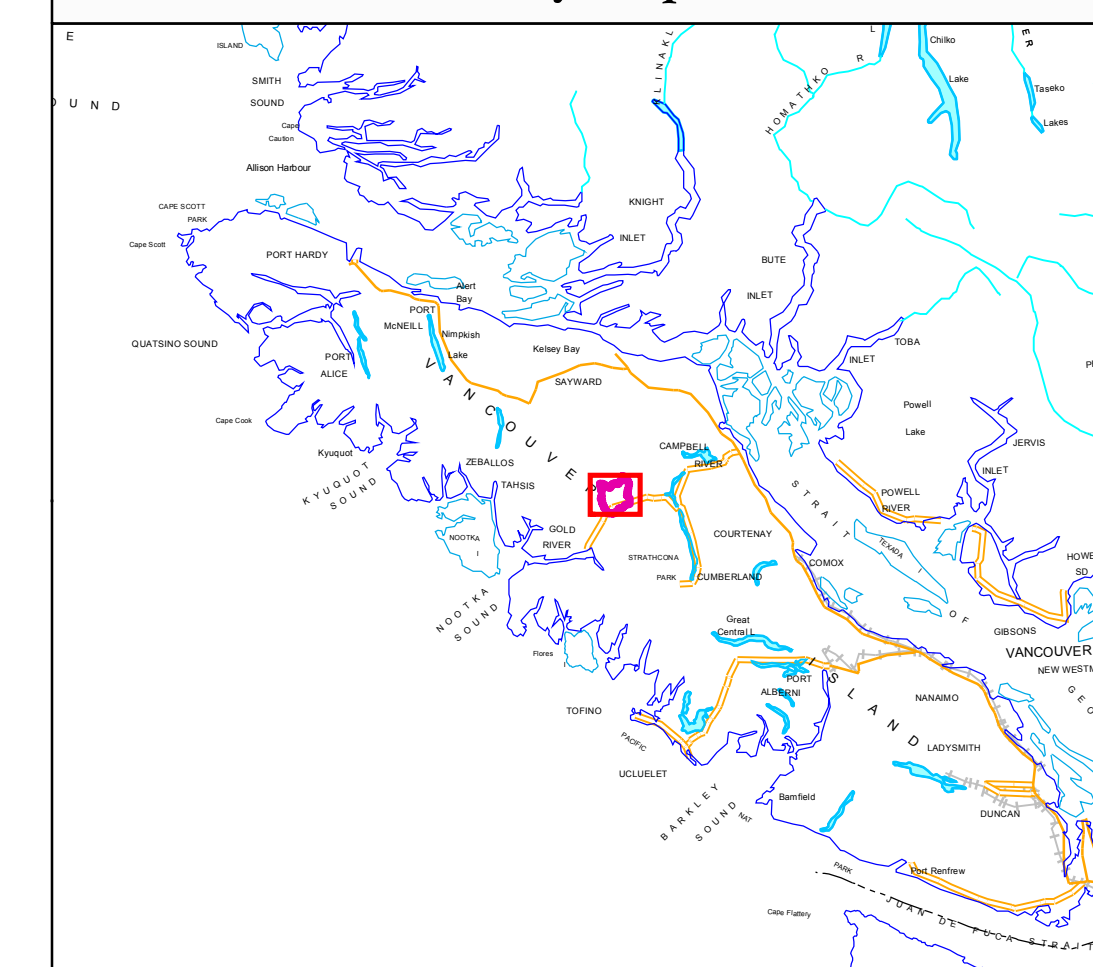 E
ISLAND
OUND
SMITH
SOUND
Cape
Caution
Allison Harbour
KLINAKL
HOMATHKO R
L
Chilko
Lake
ER
Taseko
Lakes
CAPE SCOTT
PARK
Cape Scott
PORT HARDY
KNIGHT
INLET
BUTE
INLET
Alert
Bay
PORT
McNEILL
Nimpkish
Lake
QUATSINO SOUND
PORT
ALICE
Kelsey Bay
SAYWARD
TOBA
INLET
Powell
Lake
JERVIS
INLET
Cape Cook
Kyuquot
KYUQUOT
SOUND
ZEBALLOS
TAHSIS
VANCOUVER
CAMPBELL
RIVER
STRAIT
POWELL
RIVER
NOOTKA
I
GOLD
RIVER
STRATHCONA
PARK
COURTENAY
CUMBERLAND
COMOX
TEXADA
I
HOWE
SD
NOOTKA
SOUND
OF
GIBSONS
VANCOUVER
NEW WESTM
GEO
Flores
I
Great
Central L
PORT
ALBERNI
ISLAND
NANAIMO
TOFINO
PACIFIC
UCLUELET
LADYSMITH
BARKLEY
SOUND
NAT
Bamfield
DUNCAN
PARK
Port Renfrew
Cape Flattery
JUAN DE FUCA STRAIT